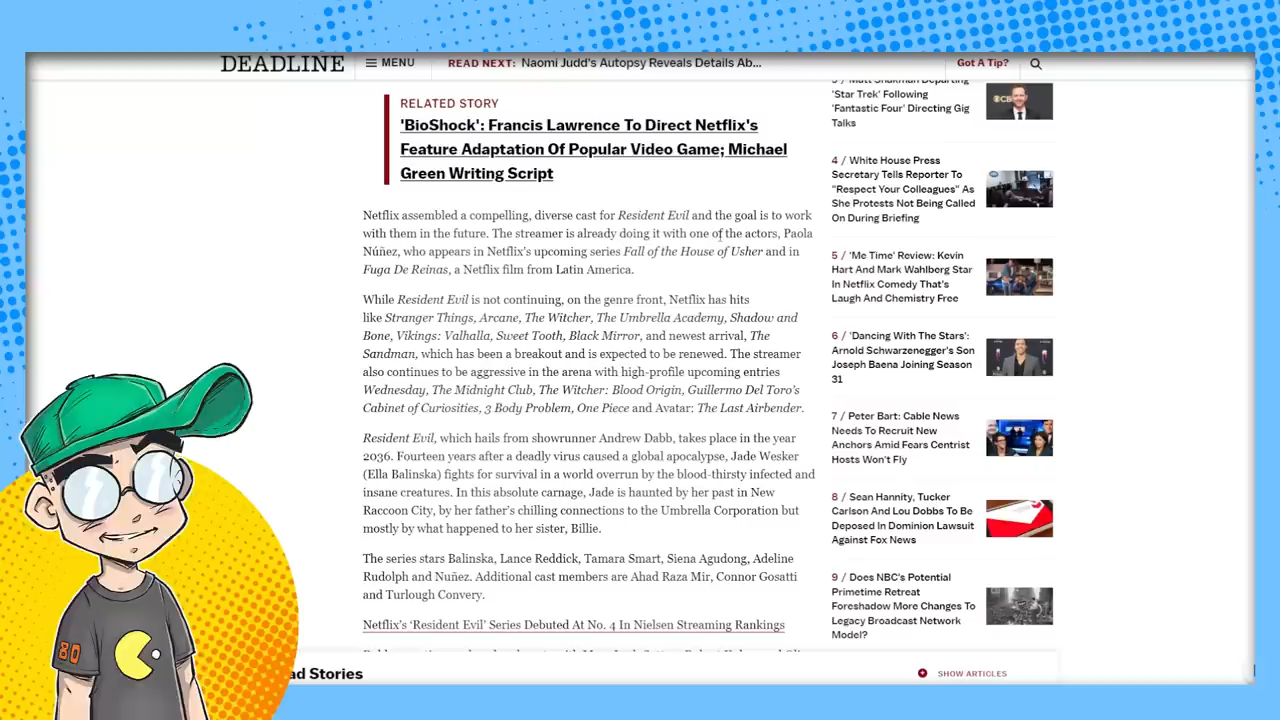 DEADLINE
MENU
READ NEXT: Naomi Judd's Autopsy Reveals Details Ab...
Got A Tip?
RELATED STORY
'BioShock': Francis Lawrence To Direct Netflix's
Feature Adaptation Of Popular Video Game; Michael
Green Writing Script
Netflix assembled a compelling, diverse cast for Resident Evil and the goal is to work
with them in the future. The streamer is already doing it with one of the actors, Paola
Núñez, who appears in Netflix's upcoming series Fall of the House of Usher and in
Fuga De Reinas, a Netflix film from Latin America.
While Resident Evil is not continuing, on the genre front, Netflix has hits
like Stranger Things, Arcane, The Witcher, The Umbrella Academy, Shadow and
Bone, Vikings: Valhalla, Sweet Tooth, Black Mirror, and newest arrival, The
Sandman, which has been a breakout and is expected to be renewed. The streamer
also continues to be aggressive in the arena with high-profile upcoming entries
Wednesday, The Midnight Club, The Witcher: Blood Origin, Guillermo Del Toro's
Cabinet of Curiosities, 3 Body Problem, One Piece and Avatar: The Last Airbender.
Resident Evil, which hails from showrunner Andrew Dabb, takes place in the year
2036. Fourteen years after a deadly virus caused a global apocalypse, Jade Wesker
(Ella Balinska) fights for survival in a world overrun by the blood-thirsty infected and
insane creatures. In this absolute carnage, Jade is haunted by her past in New
Raccoon City, by her father's chilling connections to the Umbrella Corporation but
mostly by what happened to her sister, Billie.
The series stars Balinska, Lance Reddick, Tamara Smart, Siena Agudong, Adeline
Rudolph and Nuñez. Additional cast members are Ahad Raza Mir, Connor Gosatti
and Turlough Convery.
Netflix's 'Resident Evil' Series Debuted At No. 4 In Nielsen Streaming Rankings
ad Stories
SHOW ARTICLES
3 / Matt Shakman Departing
'Star Trek' Following
'Fantastic Four' Directing Gig
Talks
4 / White House Press
Secretary Tells Reporter To
"Respect Your Colleagues" As
She Protests Not Being Called
On During Briefing
5 / 'Me Time' Review: Kevin
Hart And Mark Wahlberg Star
In Netflix Comedy That's
Laugh And Chemistry Free
6 / 'Dancing With The Stars':
Arnold Schwarzenegger's Son
Joseph Baena Joining Season
31
7 / Peter Bart: Cable News
Needs To Recruit New
Anchors Amid Fears Centrist
Hosts Won't Fly
8 / Sean Hannity, Tucker
Carlson And Lou Dobbs To Be
Deposed In Dominion Lawsuit
Against Fox News
9 / Does NBC's Potential
Primetime Retreat
Foreshadow More Changes To
Legacy Broadcast Network
Model?
80